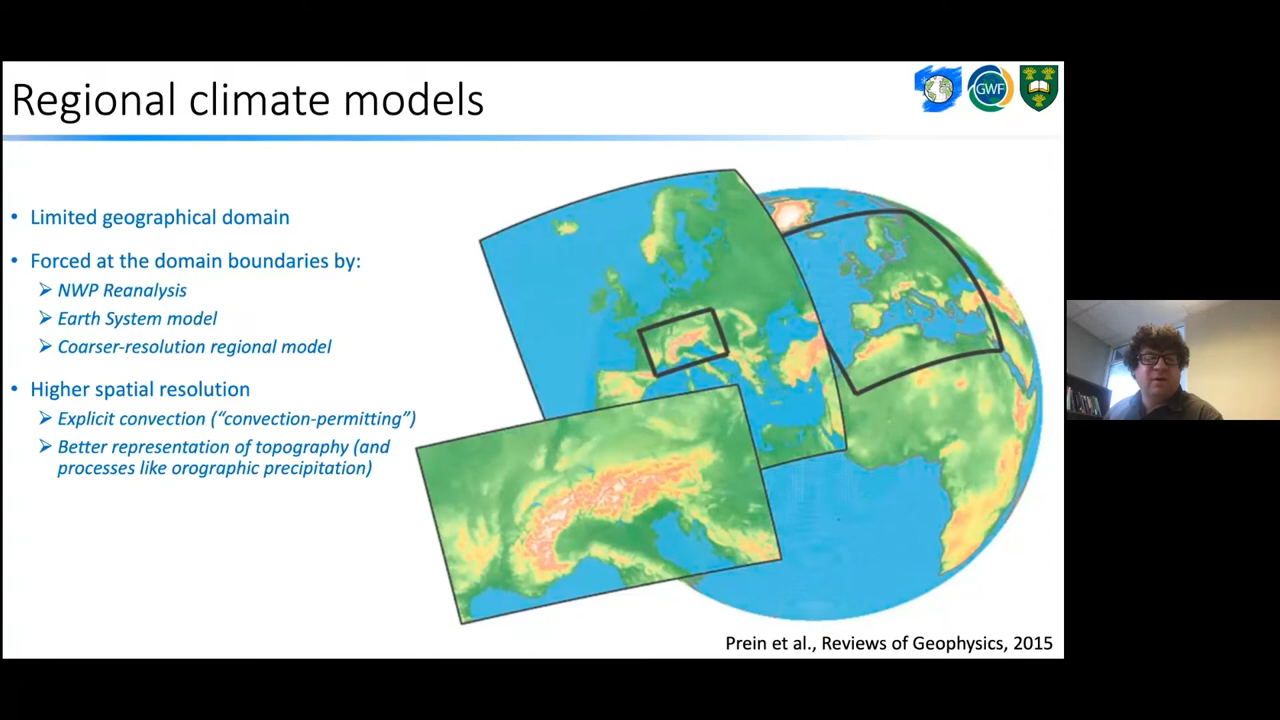 Regional climate models
GWF
• Limited geographical domain
• Forced at the domain boundaries by:
➢ NWP Reanalysis
➢ Earth System model
➢ Coarser-resolution regional model
• Higher spatial resolution
➢ Explicit convection (“convection-permitting”)
➢ Better representation of topography (and
processes like orographic precipitation)
Prein et al., Reviews of Geophysics, 2015